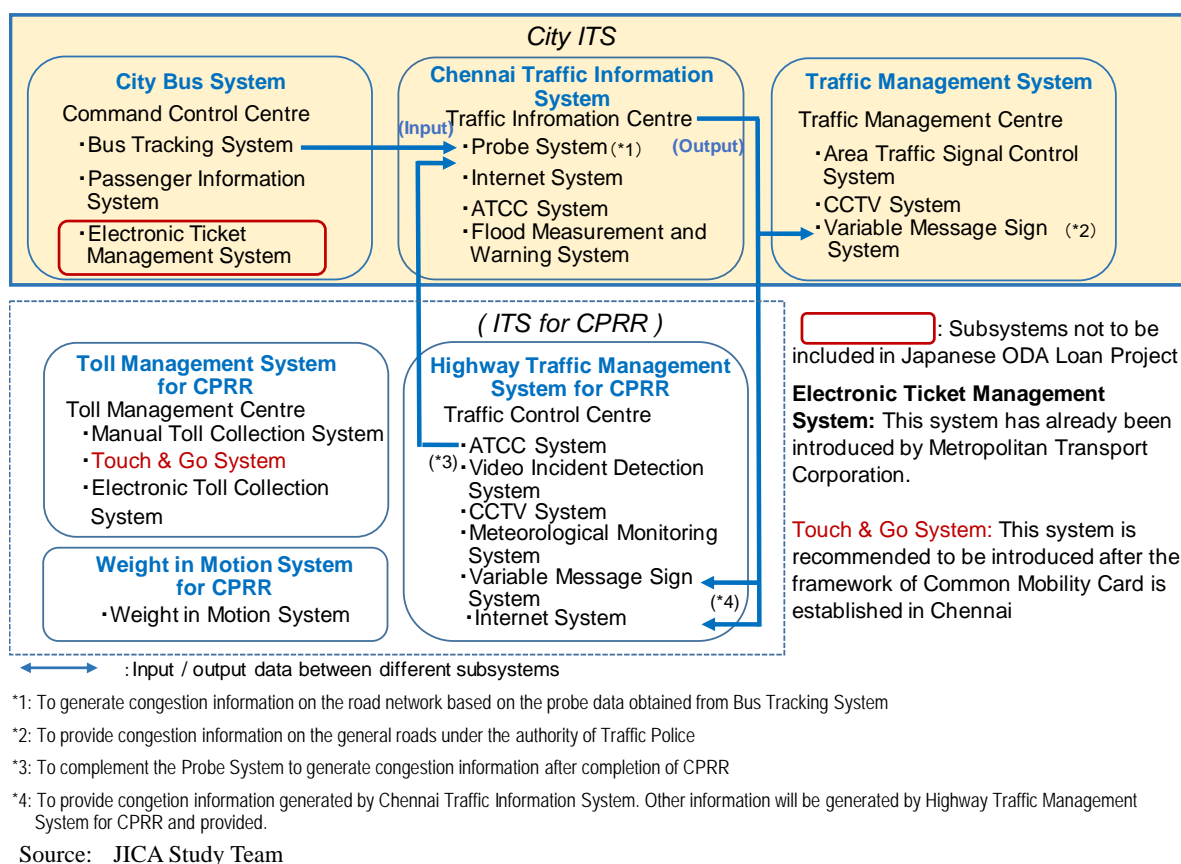 City ITS
City Bus System
Command Control Centre
・Bus Tracking System
・Passenger Information
System
・Electronic Ticket
Management System
Chennai Traffic Information
System
Traffic Infromation Centre
(Input)
(Output)
・Probe System(*1)
・Internet System
・ATCC System
・Flood Measurement and
Warning System
Traffic Management System
Traffic Management Centre
・Area Traffic Signal Control
System
・CCTV System
・Variable Message Sign (*2)
System
( ITS for CPRR )
Toll Management System
for CPRR
Toll Management Centre
・Manual Toll Collection System
・Touch & Go System
・Electronic Toll Collection
System
Weight in Motion System
for CPRR
・Weight in Motion System
Highway Traffic Management
System for CPRR
Traffic Control Centre
・ATCC System
(*3)
・Video Incident Detection
System
・CCTV System
・Meteorological Monitoring
System
・Variable Message Sign
System
(*4)
・Internet System
: Subsystems not to be
included in Japanese ODA Loan Project
Electronic Ticket Management
System: This system has already been
introduced by Metropolitan Transport
Corporation.
Touch & Go System: This system is
recommended to be introduced after the
framework of Common Mobility Card is
established in Chennai
: Input / output data between different subsystems
*1: To generate congestion information on the road network based on the probe data obtained from Bus Tracking System
*2: To provide congestion information on the general roads under the authority of Traffic Police
*3: To complement the Probe System to generate congestion information after completion of CPRR
*4: To provide congetion information generated by Chennai Traffic Information System. Other information will be generated by Highway Traffic Management
System for CPRR and provided.
Source: JICA Study Team